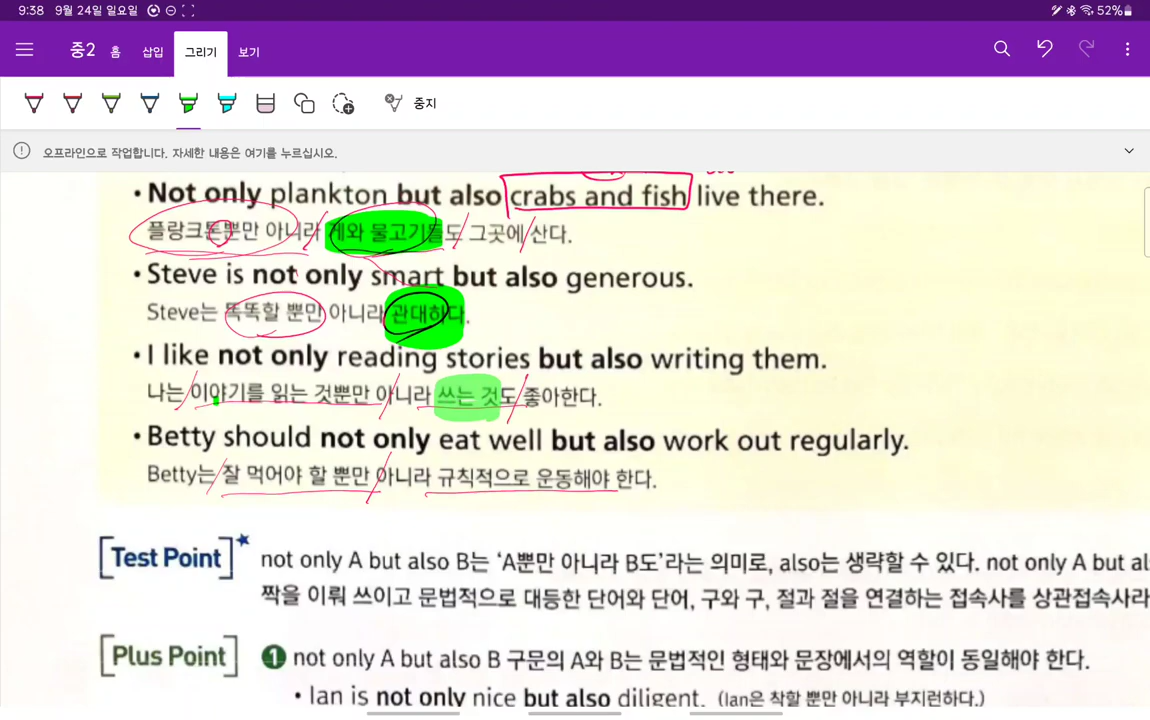 9:38 9월 24일 일요일 52%
중2 홈 삽입 그리기 보기
중지
오프라인으로 작업합니다. 자세한 내용은 여기를 누르십시오.
• Not only plankton but also crabs and fish live there.
플랑크톤뿐만 아니라 게와 물고기들도 그곳에 산다.
• Steve is not only smart but also generous.
Steve는 똑똑할 뿐만 아니라 관대하다.
• I like not only reading stories but also writing them.
나는 이야기를 읽는 것뿐만 아니라 쓰는 것도 좋아한다.
• Betty should not only eat well but also work out regularly.
Betty는 잘 먹어야 할 뿐만 아니라 규칙적으로 운동해야 한다.
[Test Point]* not only A but also B는 ‘A뿐만 아니라 B도’라는 의미로, also는 생략할 수 있다. not only A but al
짝을 이뤄 쓰이고 문법적으로 대등한 단어와 단어, 구와 구, 절과 절을 연결하는 접속사를 상관접속사라
[Plus Point] 1 not only A but also B 구문의 A와 B는 문법적인 형태와 문장에서의 역할이 동일해야 한다.
• Ian is not only nice but also diligent. (Ian은 착할 뿐만 아니라 부지런하다.)